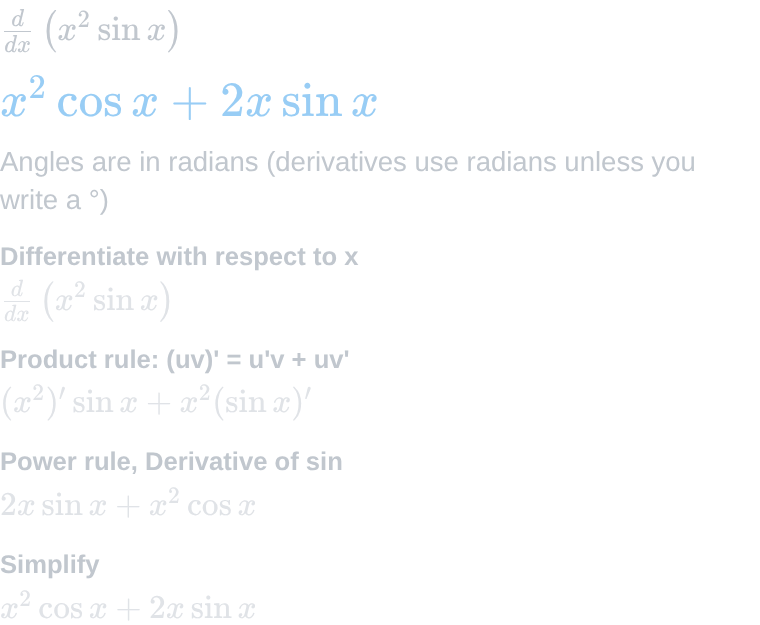 d/dx (x² sin x)
x² cos x + 2x sin x
Angles are in radians (derivatives use radians unless you
write a °)
Differentiate with respect to x
d/dx (x² sin x)
Product rule: (uv)' = u'v + uv'
(x²)′ sin x + x²(sin x)′
Power rule, Derivative of sin
2x sin x + x² cos x
Simplify
x² cos x + 2x sin x